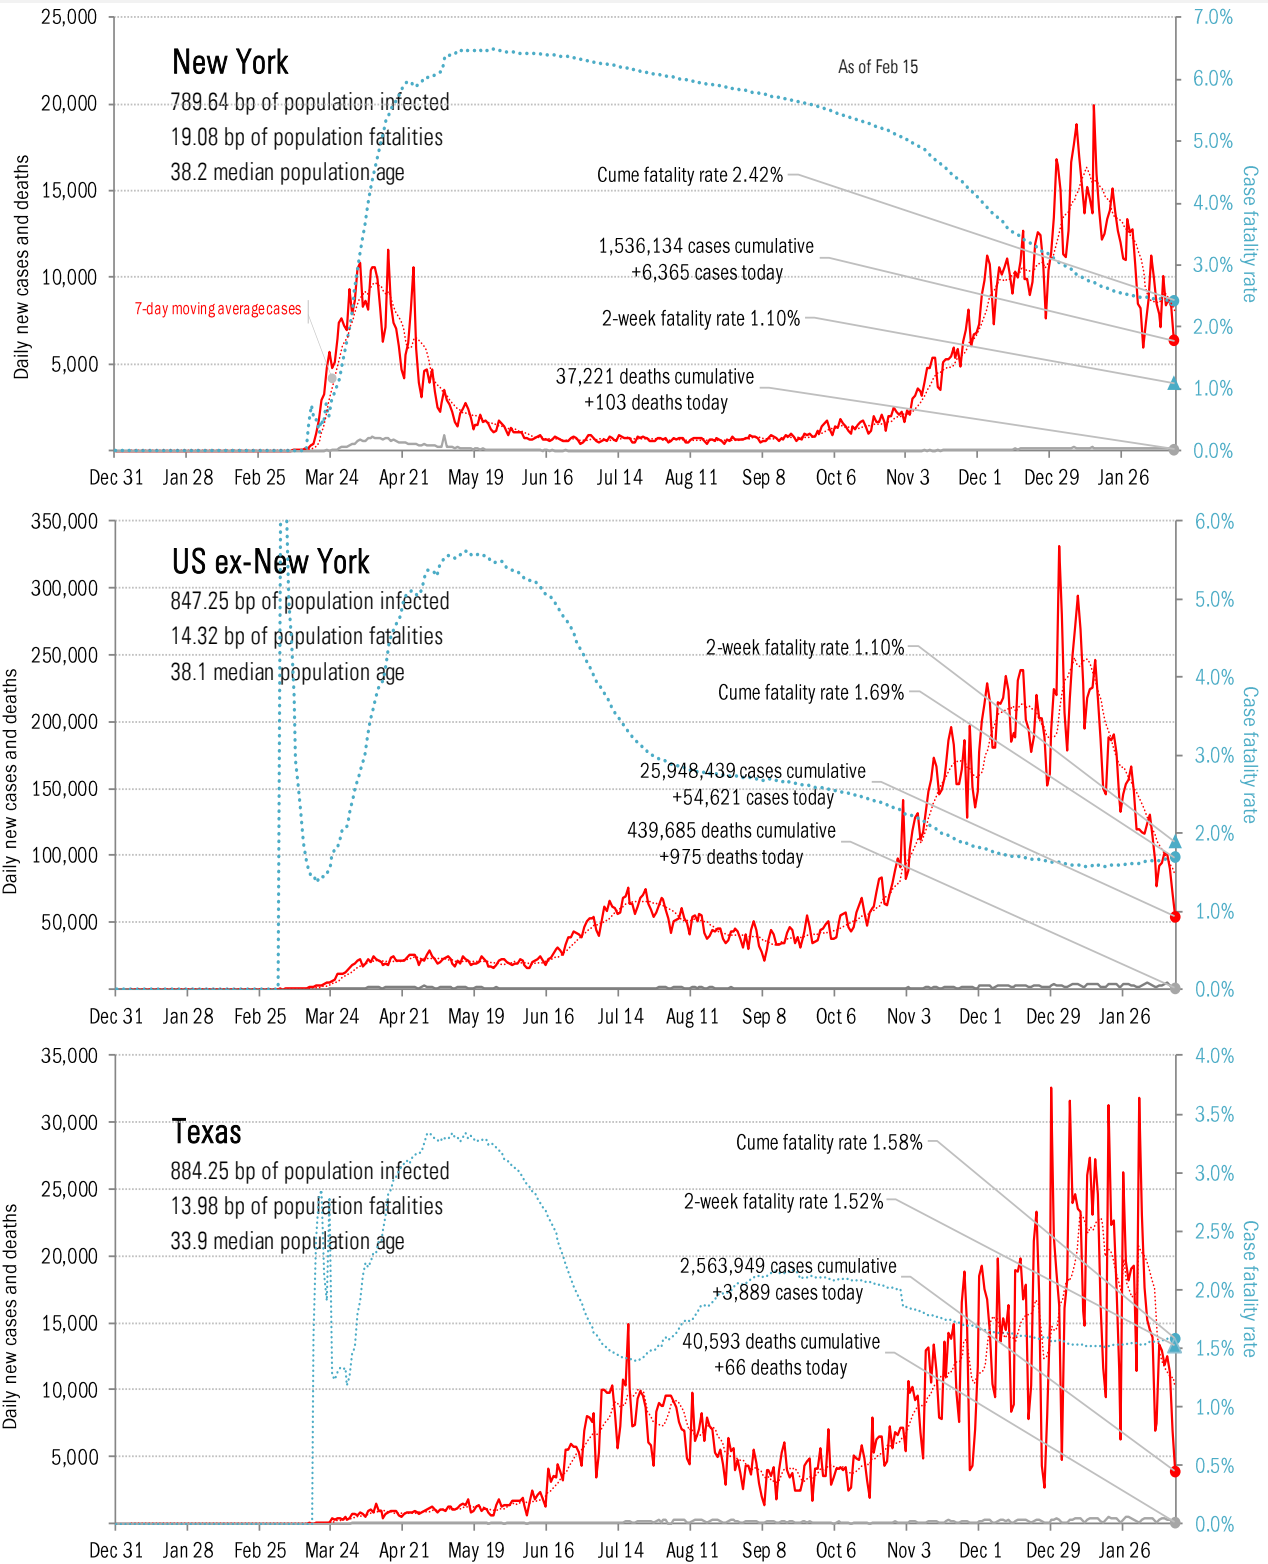 25,000
7.0%
New York
As of Feb 15
6.0%
20,000
789.64 bp of population infected
19.08 bp of population fatalities
5.0%
38.2 median population age
Cume fatality rate 2.42%
15,000
4.0%
1,536,134 cases cumulative
+6,365 cases today
3.0%
10,000
7-day moving average cases
2-week fatality rate 1.10%
2.0%
5,000
37,221 deaths cumulative
+103 deaths today
1.0%
0.0%
Daily new cases and deaths
Case fatality rate
Dec 31 Jan 28 Feb 25 Mar 24 Apr 21 May 19 Jun 16 Jul 14 Aug 11 Sep 8 Oct 6 Nov 3 Dec 1 Dec 29 Jan 26
350,000
6.0%
US ex-New York
300,000
5.0%
847.25 bp of population infected
14.32 bp of population fatalities
250,000
2-week fatality rate 1.10%
38.1 median population age
4.0%
Cume fatality rate 1.69%
200,000
3.0%
25,948,439 cases cumulative
+54,621 cases today
150,000
439,685 deaths cumulative
2.0%
+975 deaths today
100,000
50,000
1.0%
0.0%
Daily new cases and deaths
Case fatality rate
Dec 31 Jan 28 Feb 25 Mar 24 Apr 21 May 19 Jun 16 Jul 14 Aug 11 Sep 8 Oct 6 Nov 3 Dec 1 Dec 29 Jan 26
35,000
4.0%
30,000
3.5%
Texas
Cume fatality rate 1.58%
884.25 bp of population infected
3.0%
25,000
2-week fatality rate 1.52%
13.98 bp of population fatalities
2.5%
33.9 median population age
20,000
2,563,949 cases cumulative
+3,889 cases today
2.0%
15,000
40,593 deaths cumulative
1.5%
+66 deaths today
10,000
1.0%
5,000
0.5%
0.0%
Daily new cases and deaths
Case fatality rate
Dec 31 Jan 28 Feb 25 Mar 24 Apr 21 May 19 Jun 16 Jul 14 Aug 11 Sep 8 Oct 6 Nov 3 Dec 1 Dec 29 Jan 26